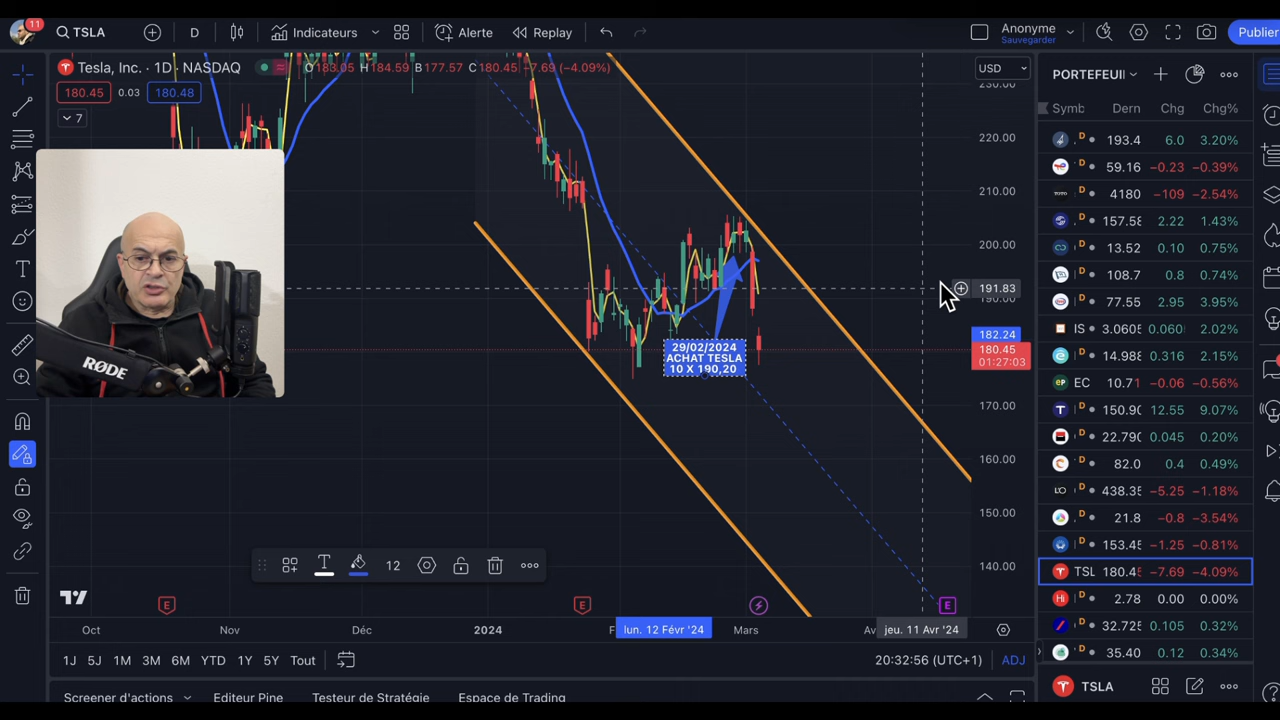 11
TSLA
D
Indicateurs
Alerte
Replay
Anonyme
Sauvegarder
Publier
Tesla, Inc. · 1D · NASDAQ
O183.05 H184.59 B177.57 C180.45 -7.69 (-4.09%)
180.45
0.03
180.48
7
USD
230.00
220.00
210.00
200.00
191.83
190.00
182.24
180.45
01:27:03
170.00
160.00
150.00
140.00
RØDE
29/02/2024
ACHAT TESLA
10 X 190,20
T
12
E
E
E
Oct
Nov
Déc
2024
F
lun. 12 Févr '24
Mars
Av
jeu. 11 Avr '24
1J 5J 1M 3M 6M YTD 1Y 5Y Tout
20:32:56 (UTC+1)
ADJ
Screener d'actions
Editeur Pine
Testeur de Stratégie
Espace de Trading
PORTEFEUII
Symb Dern Chg Chg%
D 193.4 6.0 3.20%
D 59.16 -0.23 -0.39%
D 4180 -109 -2.54%
D 157.58 2.22 1.43%
D 13.52 0.10 0.75%
D 108.7 0.8 0.74%
D 77.55 2.95 3.95%
IS 3.0605 0.060 2.02%
D 14.988 0.316 2.15%
EC 10.71 -0.06 -0.56%
D 150.90 12.55 9.07%
D 22.790 0.045 0.20%
D 82.0 0.4 0.49%
D 438.35 -5.25 -1.18%
D 21.8 -0.8 -3.54%
D 153.45 -1.25 -0.81%
TSL 180.45 -7.69 -4.09%
D 2.78 0.00 0.00%
D 32.725 0.105 0.32%
D 35.40 0.12 0.34%
TSLA